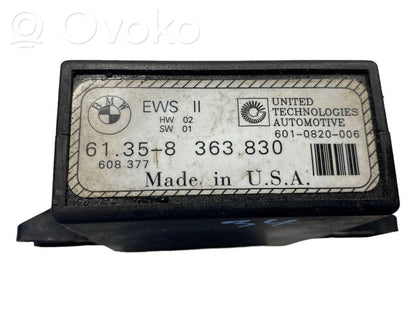 Ovoko
BMW
EWS II
HW 02
SW 01
UNITED
TECHNOLOGIES
AUTOMOTIVE
601-0820-006
61.35-8 363 830
608 377
Made in U.S.A.